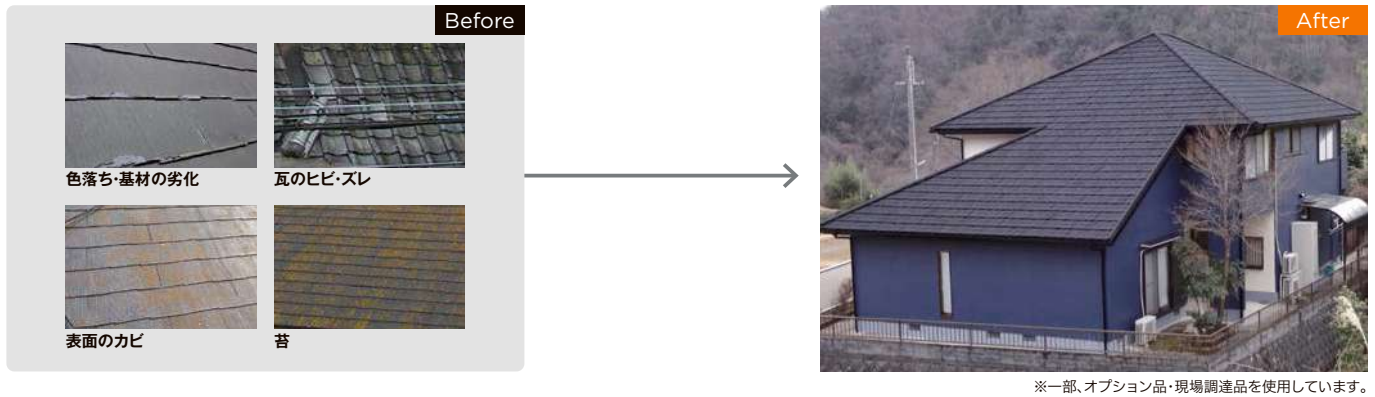 Before
色落ち・基材の劣化
瓦のヒビ・ズレ
表面のカビ
苔
After
※一部、オプション品・現場調達品を使用しています。